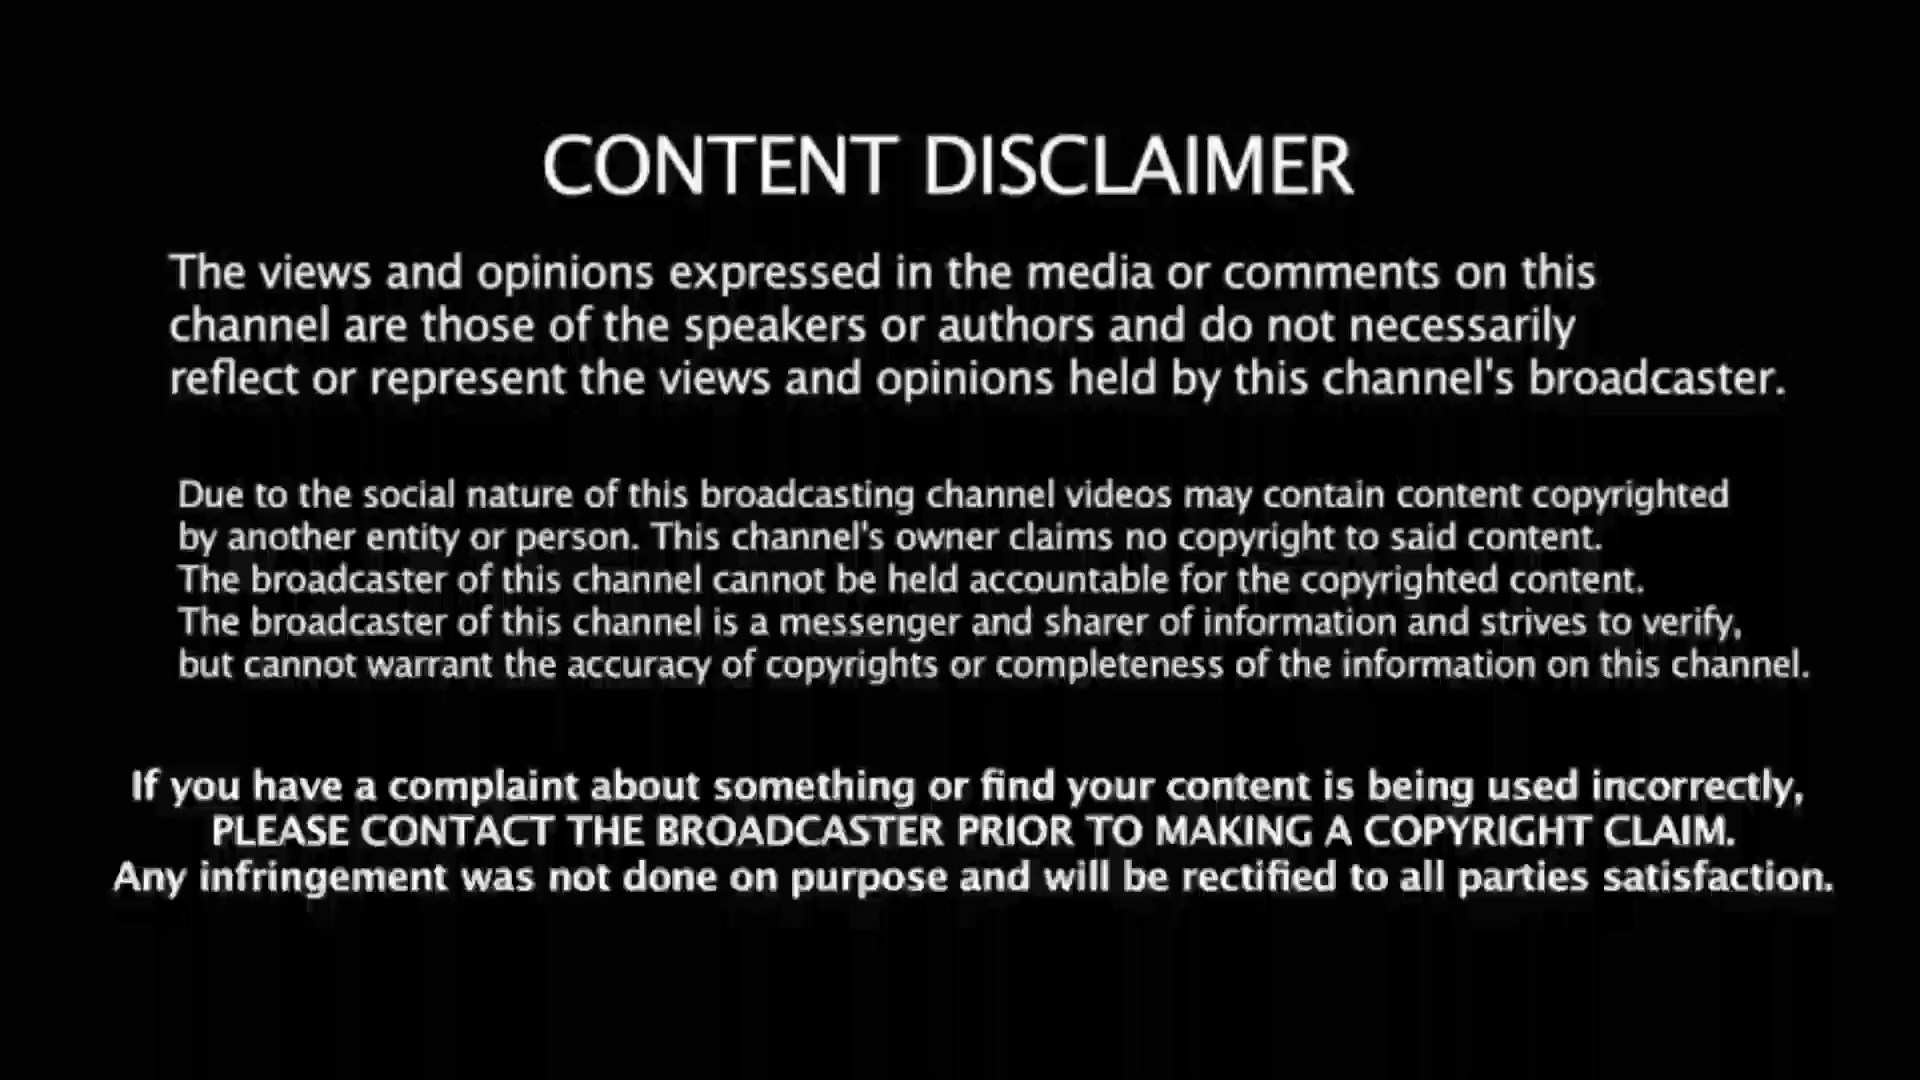 CONTENT DISCLAIMER
The views and opinions expressed in the media or comments on this
channel are those of the speakers or authors and do not necessarily
reflect or represent the views and opinions held by this channel's broadcaster.
Due to the social nature of this broadcasting channel videos may contain content copyrighted
by another entity or person. This channel's owner claims no copyright to said content.
The broadcaster of this channel cannot be held accountable for the copyrighted content.
The broadcaster of this channel is a messenger and sharer of information and strives to verify,
but cannot warrant the accuracy of copyrights or completeness of the information on this channel.
If you have a complaint about something or find your content is being used incorrectly,
PLEASE CONTACT THE BROADCASTER PRIOR TO MAKING A COPYRIGHT CLAIM.
Any infringement was not done on purpose and will be rectified to all parties satisfaction.